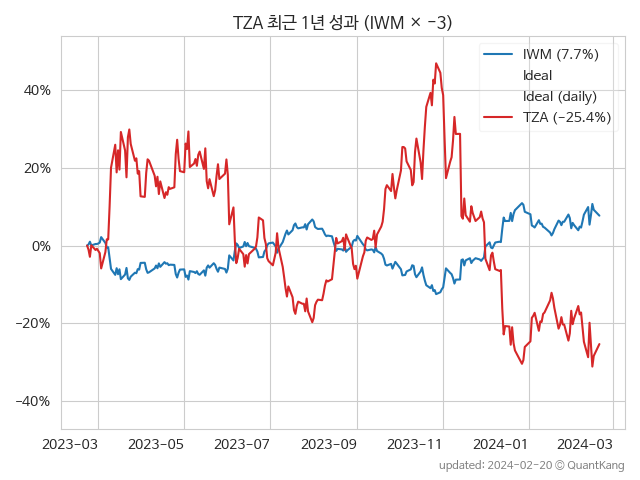 TZA 최근 1년 성과 (IWM × −3)
IWM (7.7%)
Ideal
Ideal (daily)
TZA (−25.4%)
40%
20%
0%
−20%
−40%
2023−03
2023−05
2023−07
2023−09
2023−11
2024−01
2024−03
updated: 2024−02−20 © QuantKang